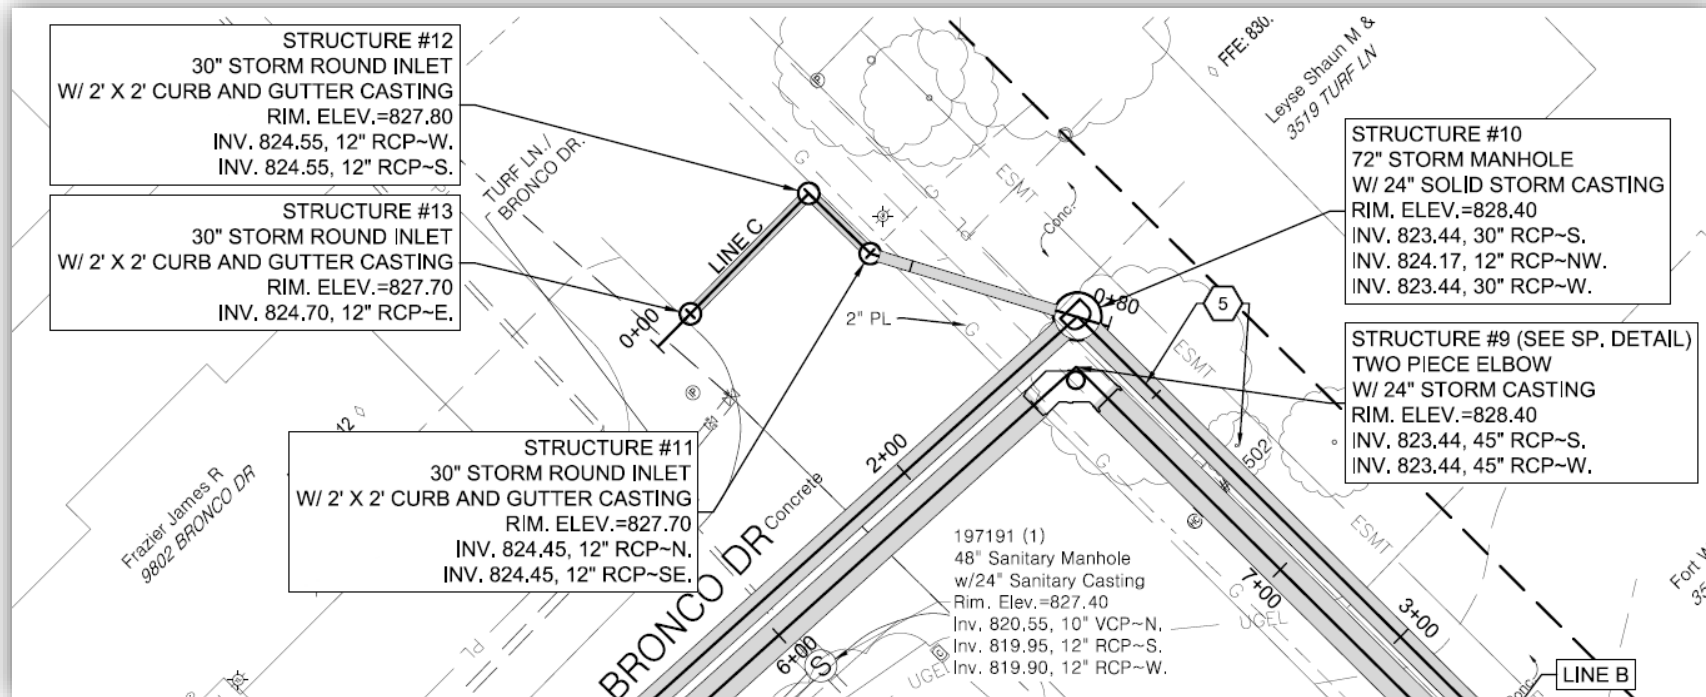 STRUCTURE #12
30" STORM ROUND INLET
W/ 2' X 2' CURB AND GUTTER CASTING
RIM. ELEV.=827.80
INV. 824.55, 12" RCP~W.
INV. 824.55, 12" RCP~S.
STRUCTURE #13
30" STORM ROUND INLET
W/ 2' X 2' CURB AND GUTTER CASTING
RIM. ELEV.=827.70
INV. 824.70, 12" RCP~E.
STRUCTURE #11
30" STORM ROUND INLET
W/ 2' X 2' CURB AND GUTTER CASTING
RIM. ELEV.=827.70
INV. 824.45, 12" RCP~N.
INV. 824.45, 12" RCP~SE.
TURF LN./
BRONCO DR.
LINE C
0+00
G
G
ESMT
Conc.
FFE: 830.
Leyse Shaun M &
3519 TURF LN
STRUCTURE #10
72" STORM MANHOLE
W/ 24" SOLID STORM CASTING
RIM. ELEV.=828.40
INV. 823.44, 30" RCP~S.
INV. 824.17, 12" RCP~NW.
INV. 823.44, 30" RCP~W.
0+80
5
2" PL
G
G
ESMT
STRUCTURE #9 (SEE SP. DETAIL)
TWO PIECE ELBOW
W/ 24" STORM CASTING
RIM. ELEV.=828.40
INV. 823.44, 45" RCP~S.
INV. 823.44, 45" RCP~W.
12
Frazier James R
9802 BRONCO DR
2+00
Concrete
BRONCO DR
6+00
S
PL
197191 (1)
48" Sanitary Manhole
w/24" Sanitary Casting
Rim. Elev.=827.40
Inv. 820.55, 10" VCP~N.
Inv. 819.95, 12" RCP~S.
Inv. 819.90, 12" RCP~W.
G
G
502
ESMT
7+00
UGEL
UGEL
3+00
Conc.
LINE B
Fort W
35